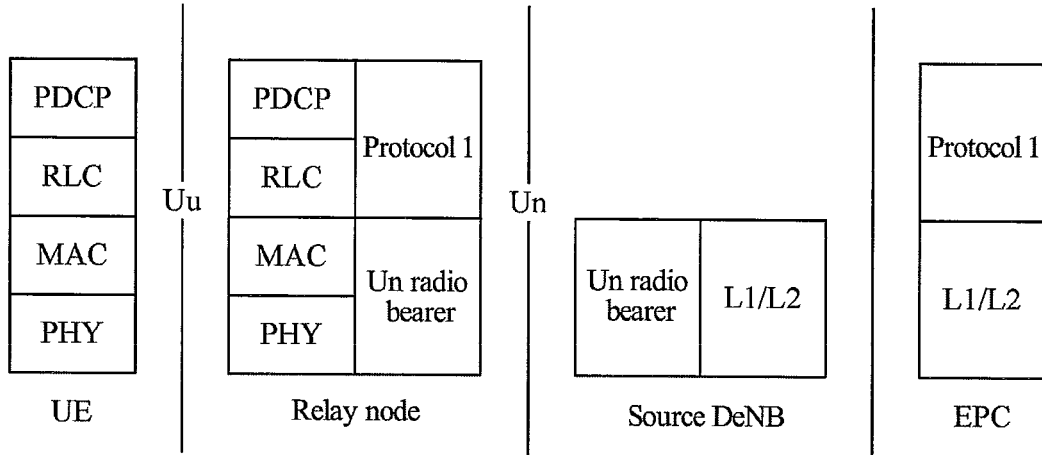 PDCP
RLC
MAC
PHY
UE
Uu
PDCP
RLC
MAC
PHY
Protocol 1
Un radio
bearer
Relay node
Un
Un radio
bearer
L1/L2
Source DeNB
Protocol 1
L1/L2
EPC